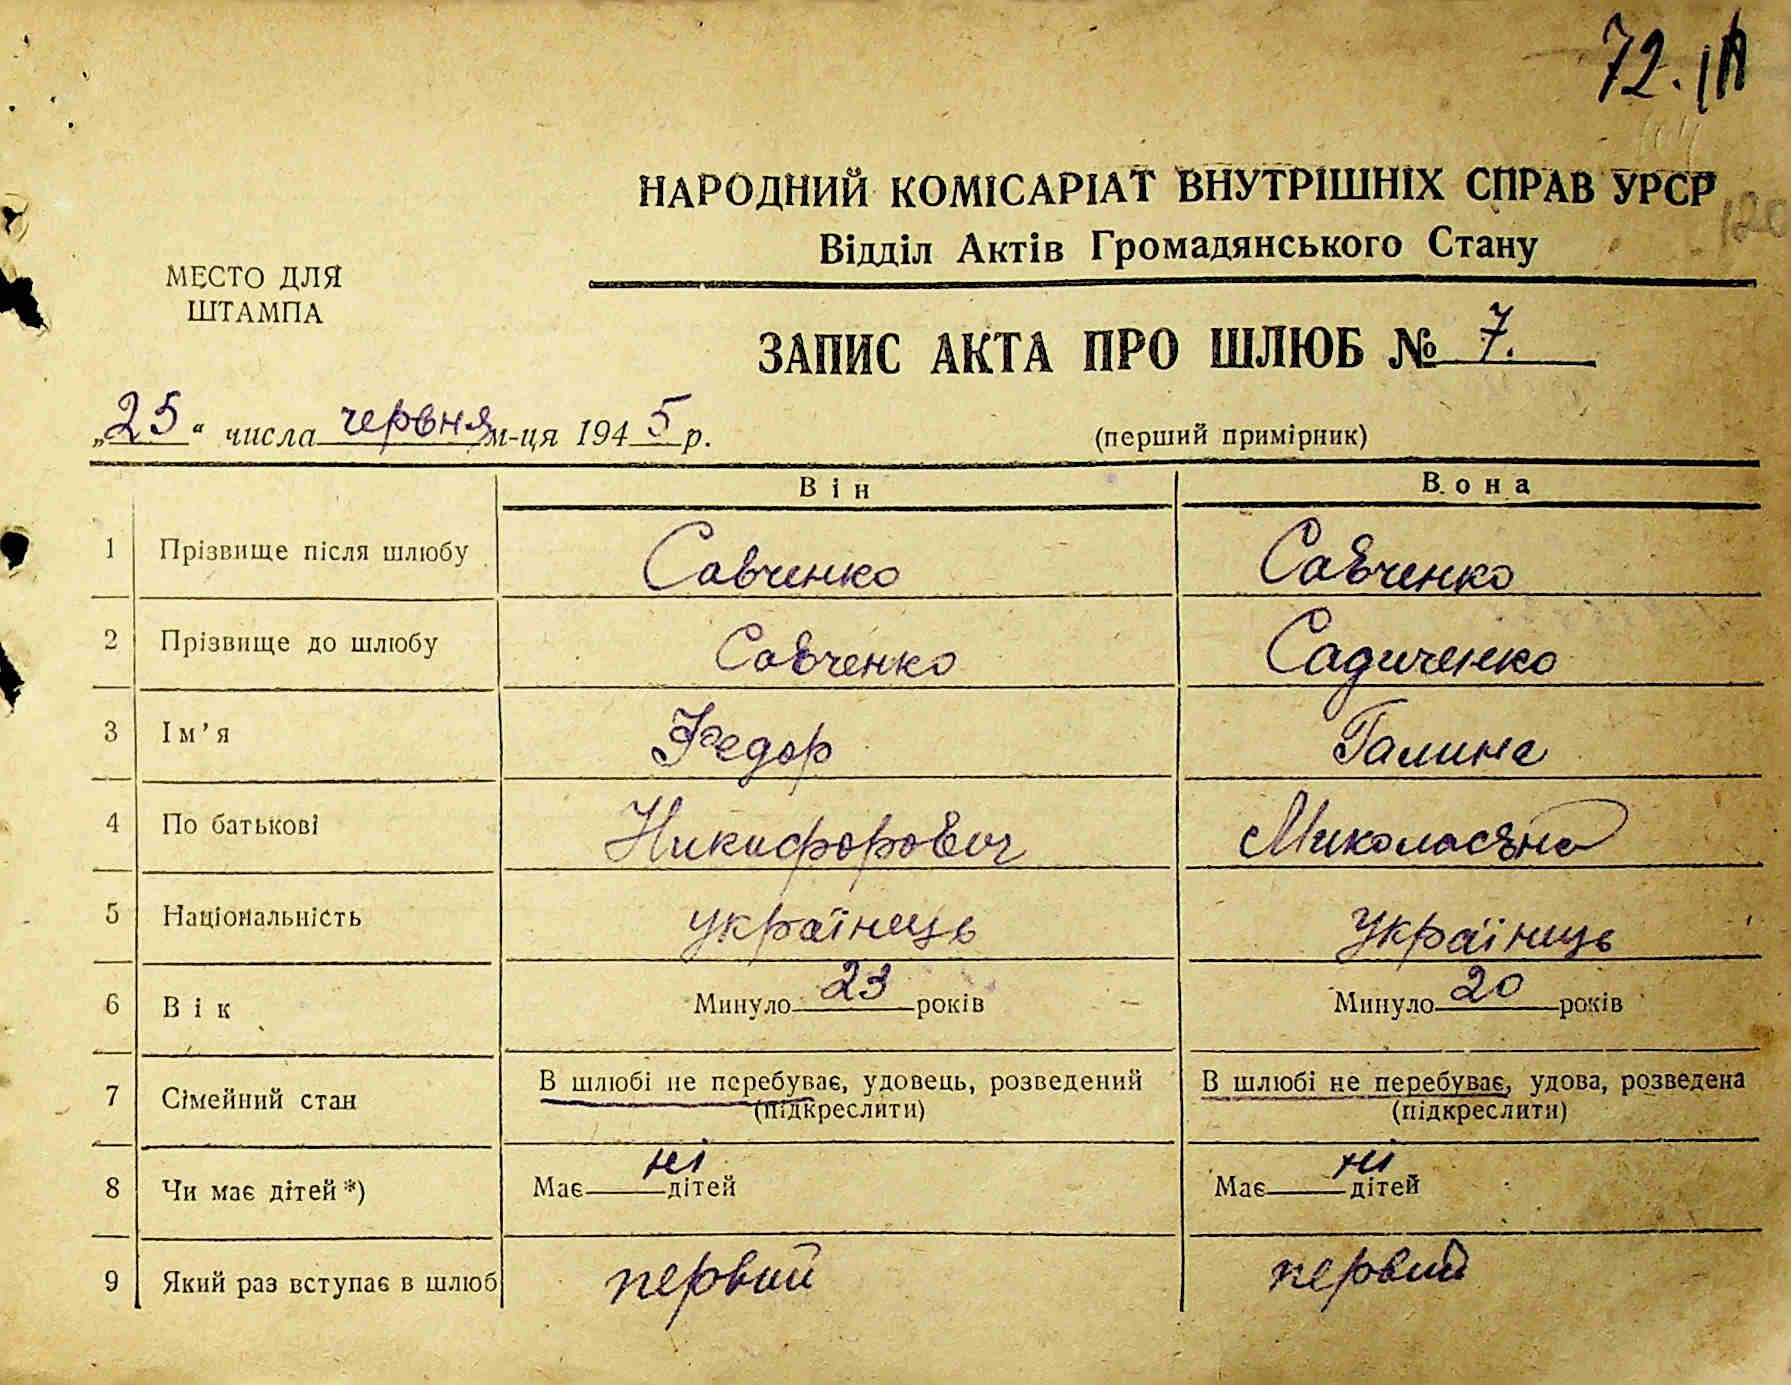 72.
120
НАРОДНИЙ КОМІСАРІАТ ВНУТРІШНІХ СПРАВ УРСР
Відділ Актів Громадянського Стану
МЕСТО ДЛЯ
ШТАМПА
ЗАПИС АКТА ПРО ШЛЮБ № 7.
„25“ числа червня м-ця 1945 р.
(перший примірник)
Він Вона
1 Прізвище після шлюбу Савченко Савченко
2 Прізвище до шлюбу Савченко Садиченко
3 Ім’я Федор Галина
4 По батькові Никифорович Миколаєвна
5 Національність українець українець
6 Вік Минуло 23 років Минуло 20 років
7 Сімейний стан В шлюбі не перебуває, удовець, розведений В шлюбі не перебуває, удова, розведена
(підкреслити) (підкреслити)
8 Чи має дітей *) Має ні дітей Має ні дітей
9 Який раз вступає в шлюб первий первий